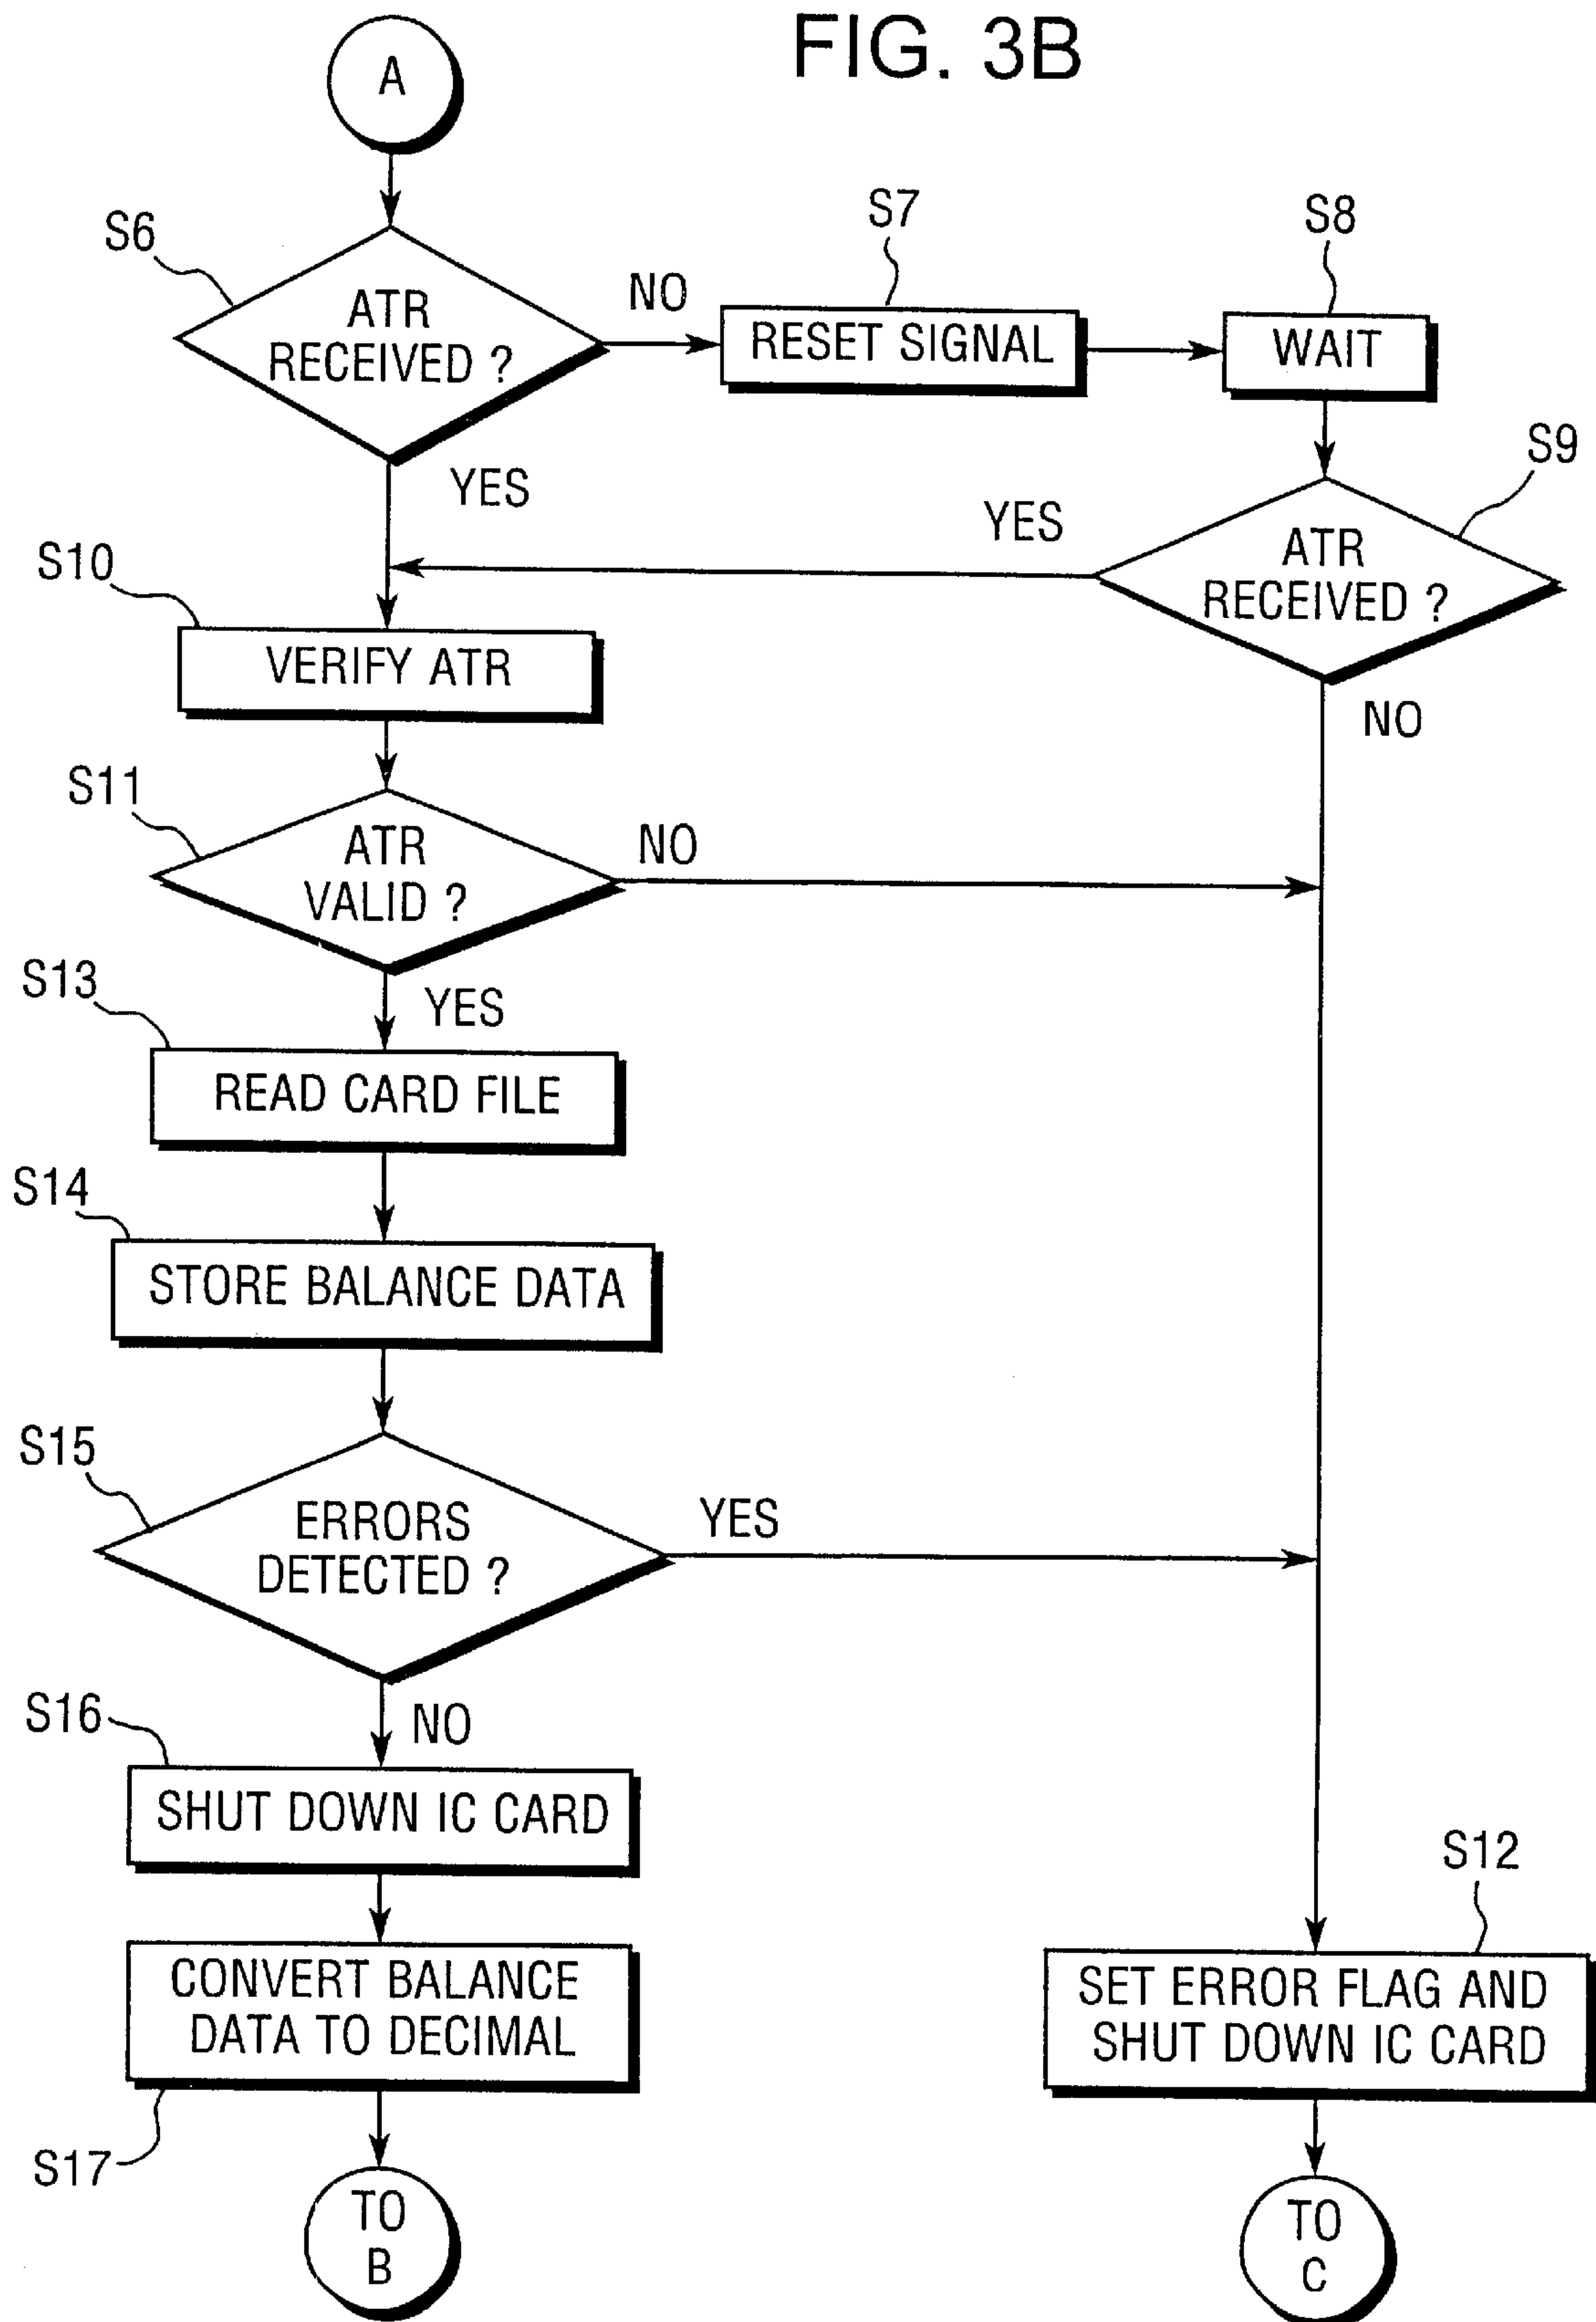 FIG. 3B
A
S6
ATR
RECEIVED ?
NO
S7
RESET SIGNAL
S8
WAIT
YES
S9
ATR
RECEIVED ?
YES
NO
S10
VERIFY ATR
S11
ATR
VALID ?
NO
YES
S13
READ CARD FILE
S14
STORE BALANCE DATA
S15
ERRORS
DETECTED ?
YES
NO
S16
SHUT DOWN IC CARD
S12
SET ERROR FLAG AND
SHUT DOWN IC CARD
CONVERT BALANCE
DATA TO DECIMAL
S17
TO
B
TO
C